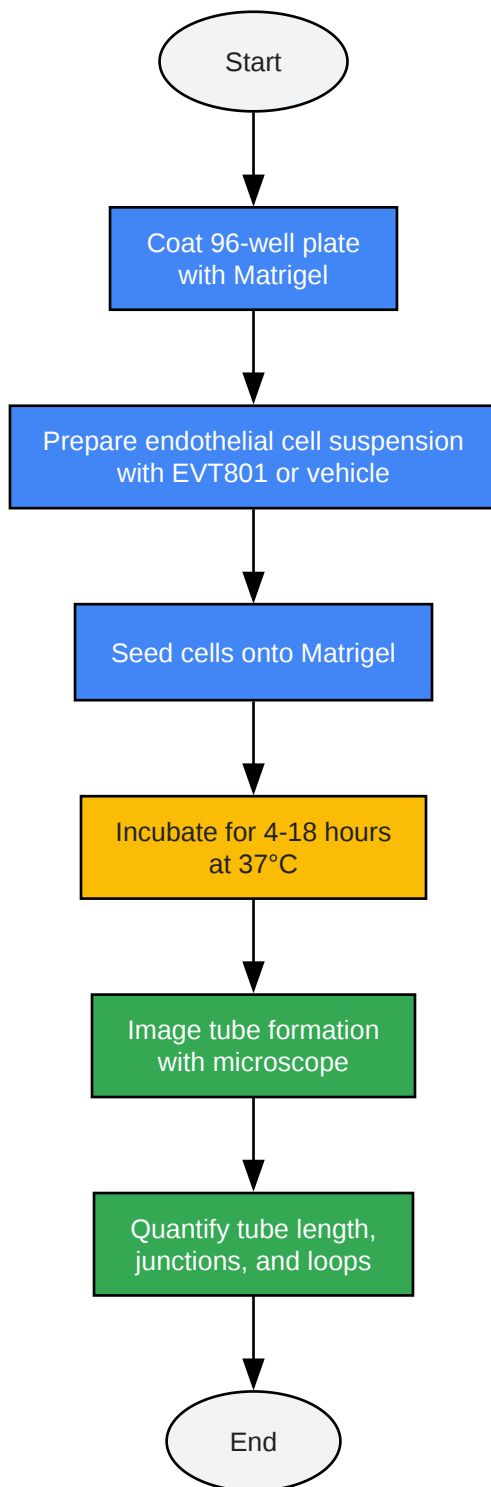 Start
Coat 96-well plate
with Matrigel
Prepare endothelial cell suspension
with EVT801 or vehicle
Seed cells onto Matrigel
Incubate for 4-18 hours
at 37°C
Image tube formation
with microscope
Quantify tube length,
junctions, and loops
End